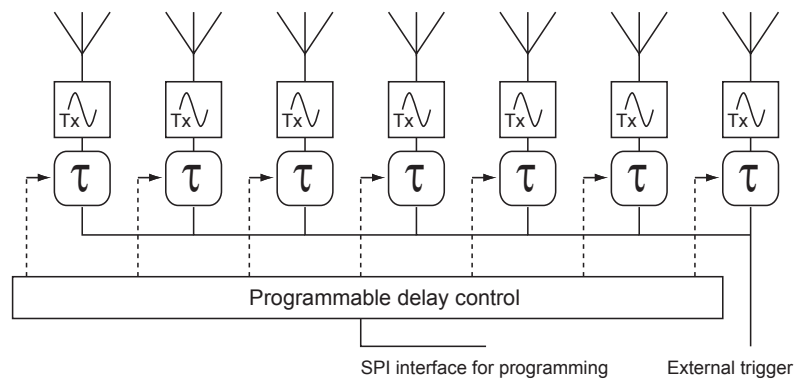 Tx Tx Tx Tx Tx Tx Tx
τ τ τ τ τ τ τ
Programmable delay control
SPI interface for programming External trigger